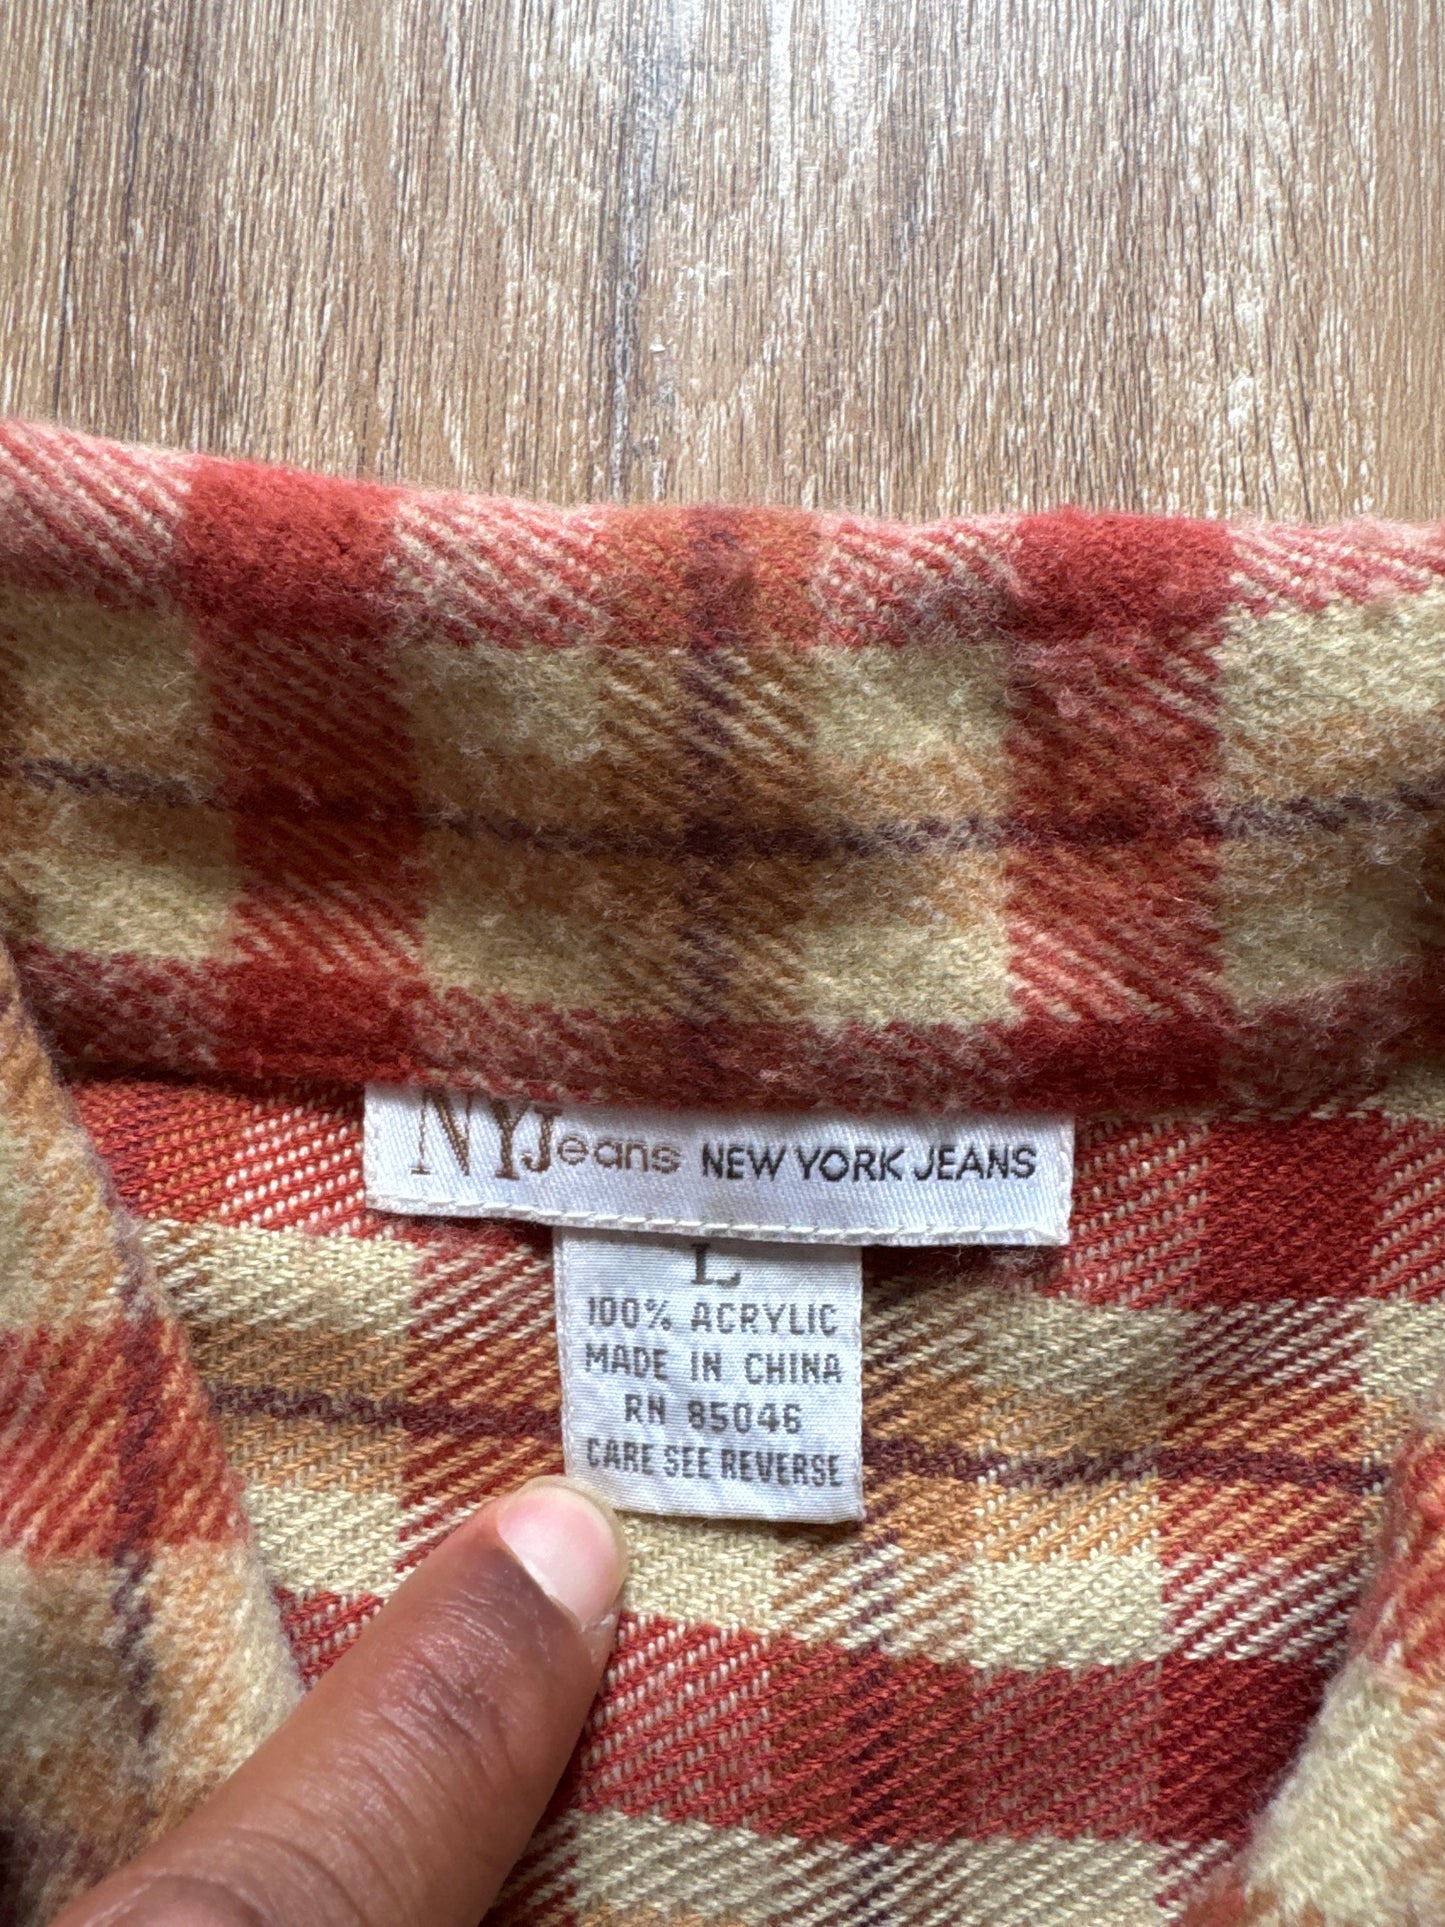 NYJeans NEW YORK JEANS
L
100% ACRYLIC
MADE IN CHINA
RN 85046
CARE SEE REVERSE